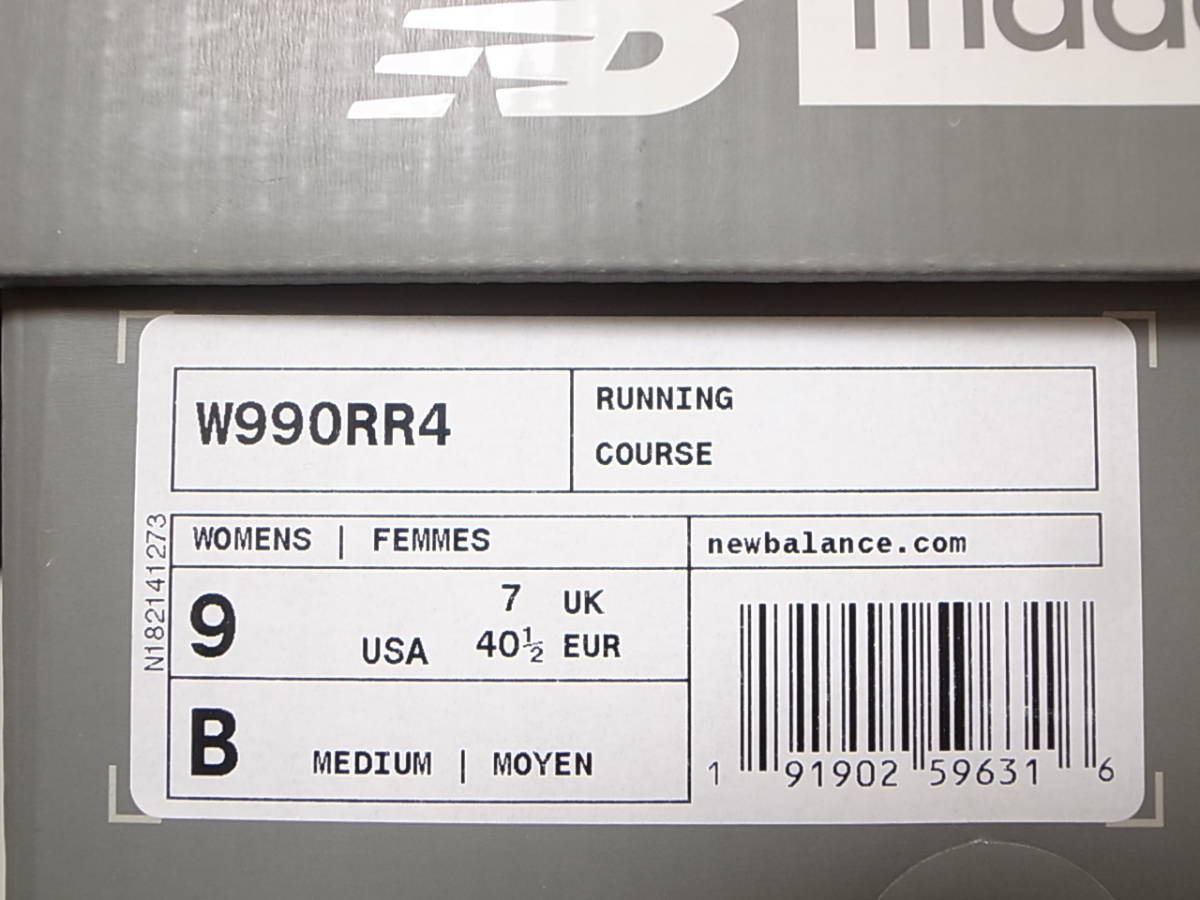 made
W990RR4
RUNNING
COURSE
N182141273
WOMENS | FEMMES
newbalance.com
9 USA
7 UK
40½ EUR
B MEDIUM | MOYEN
1 91902 59631 6